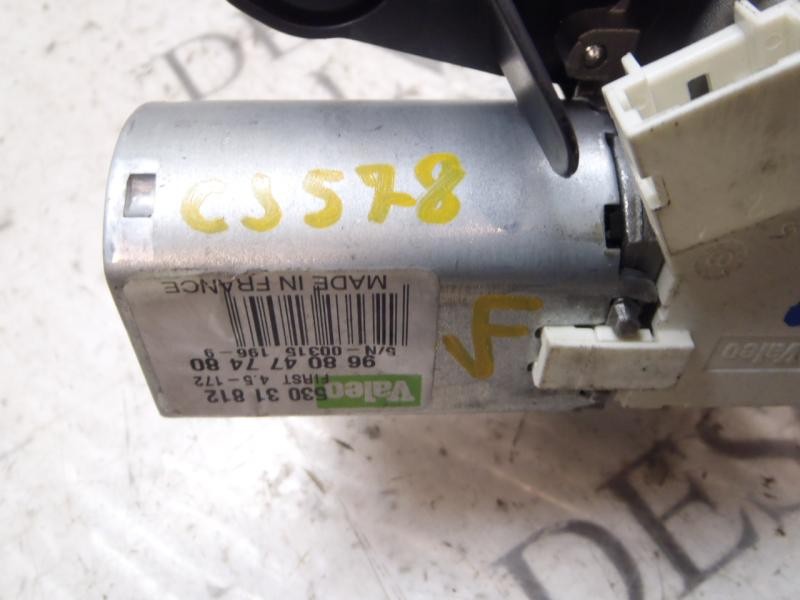 CS578
Valeo
530 31 812
FIRST 4.5-172
96 80 47 74 80
S/N-00315 196-9
MADE IN FRANCE
Valeo
DES